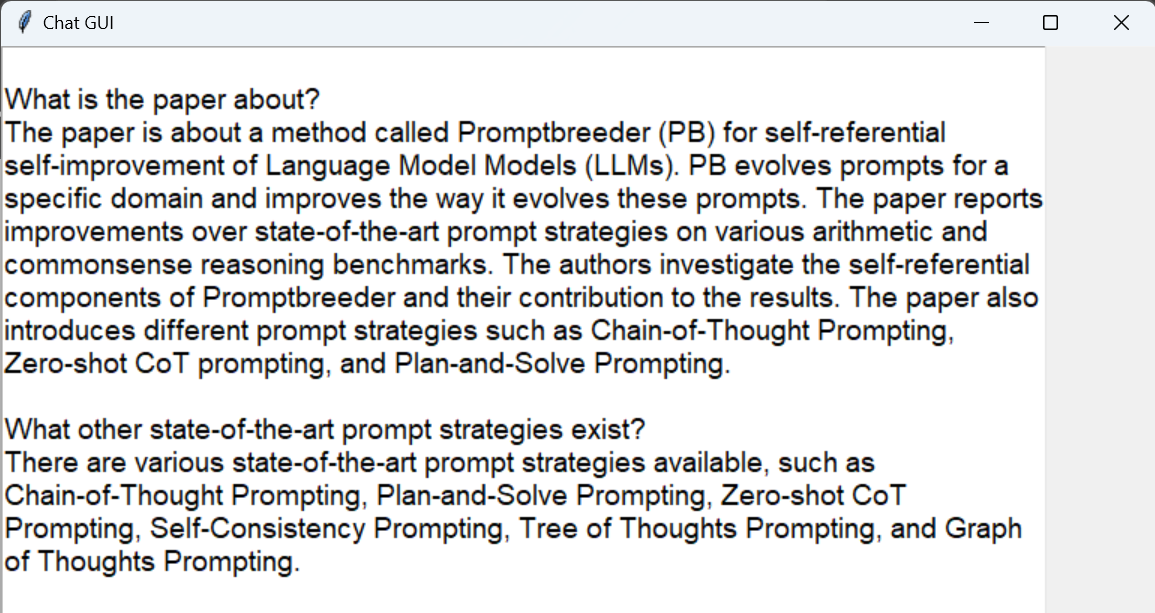 Chat GUI
What is the paper about?
The paper is about a method called Promptbreeder (PB) for self-referential
self-improvement of Language Model Models (LLMs). PB evolves prompts for a
specific domain and improves the way it evolves these prompts. The paper reports
improvements over state-of-the-art prompt strategies on various arithmetic and
commonsense reasoning benchmarks. The authors investigate the self-referential
components of Promptbreeder and their contribution to the results. The paper also
introduces different prompt strategies such as Chain-of-Thought Prompting,
Zero-shot CoT prompting, and Plan-and-Solve Prompting.
What other state-of-the-art prompt strategies exist?
There are various state-of-the-art prompt strategies available, such as
Chain-of-Thought Prompting, Plan-and-Solve Prompting, Zero-shot CoT
Prompting, Self-Consistency Prompting, Tree of Thoughts Prompting, and Graph
of Thoughts Prompting.